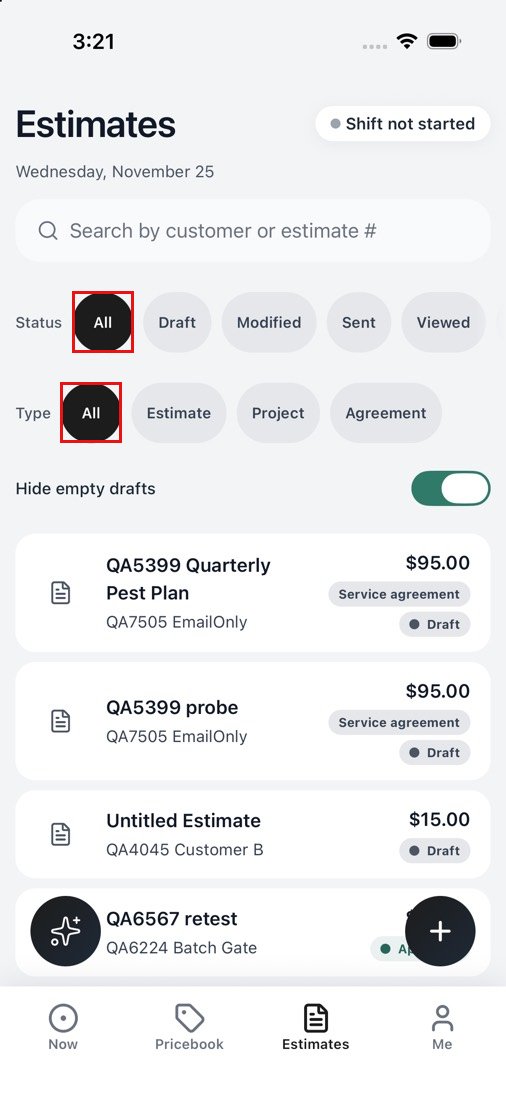 3:21
Estimates
Shift not started
Wednesday, November 25
Search by customer or estimate #
Status All Draft Modified Sent Viewed
Type All Estimate Project Agreement
Hide empty drafts
QA5399 Quarterly
Pest Plan
QA7505 EmailOnly
$95.00
Service agreement
Draft
QA5399 probe
QA7505 EmailOnly
$95.00
Service agreement
Draft
Untitled Estimate
QA4045 Customer B
$15.00
Draft
QA6567 retest
QA6224 Batch Gate
Now Pricebook Estimates Me